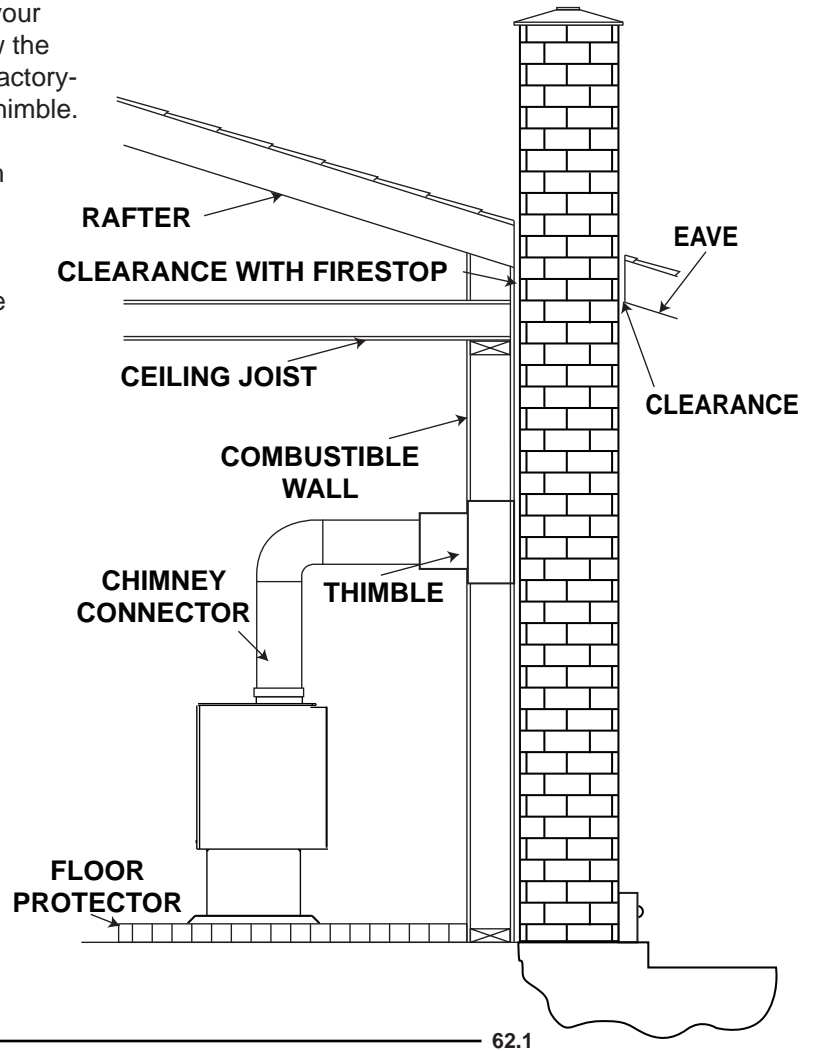 your
the
actory-
himble.
RAFTER
EAVE
CLEARANCE WITH FIRESTOP
CEILING JOIST
CLEARANCE
COMBUSTIBLE
WALL
CHIMNEY
CONNECTOR
THIMBLE
FLOOR
PROTECTOR
62.1